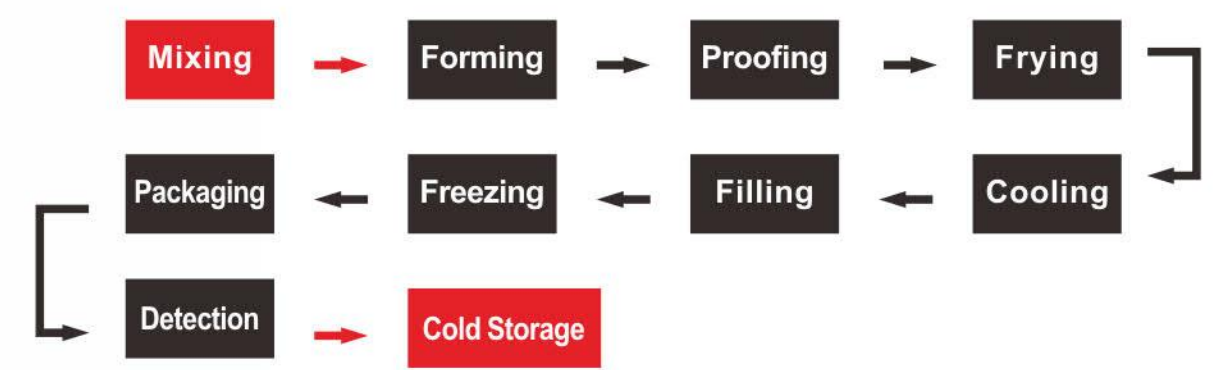 Mixing
Forming
Proofing
Frying
Cooling
Filling
Freezing
Packaging
Detection
Cold Storage